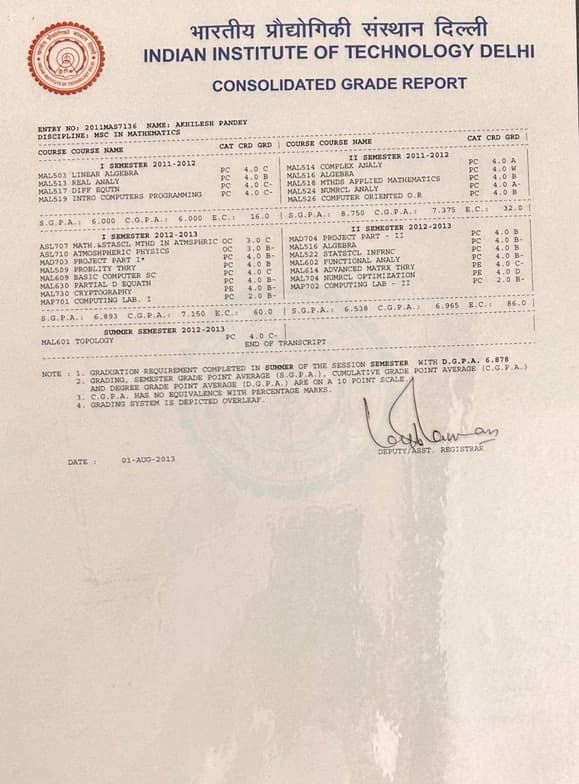 भारतीय प्रौद्योगिकी संस्थान दिल्ली
INDIAN INSTITUTE OF TECHNOLOGY DELHI
CONSOLIDATED GRADE REPORT
ENTRY NO: 2011MAS7136 NAME: AKHILESH PANDEY
DISCIPLINE: MSC IN MATHEMATICS
COURSE COURSE NAME CAT CRD GRD
I SEMESTER 2011-2012
MAL503 LINEAR ALGEBRA PC 4.0 C
MAL513 REAL ANALY PC 4.0 B
MAL517 DIFF EQUTN PC 4.0 C-
MAL519 INTRO COMPUTERS PROGRAMMING PC 4.0 C-
S.G.P.A.: 6.000 C.G.P.A.: 6.000 E.C.: 16.0
COURSE COURSE NAME CAT CRD GRD
II SEMESTER 2011-2012
MAL514 COMPLEX ANALY PC 4.0 A
MAL516 ALGEBRA PC 4.0 W
MAL518 MTHDS APPLIED MATHEMATICS PC 4.0 B
MAL524 NUMRCL ANALY PC 4.0 A-
MAL526 COMPUTER ORIENTED O.R PC 4.0 B
S.G.P.A.: 8.750 C.G.P.A.: 7.375 E.C.: 32.0
I SEMESTER 2012-2013
ASL707 MATH.&STASCL MTHD IN ATMSPHRIC OC 3.0 C
ASL710 ATMOSHPHERIC PHYSICS OC 3.0 B-
MAD703 PROJECT PART I* PC 4.0 B-
MAL509 PROBLITY THRY PC 4.0 B
MAL609 BASIC COMPUTER SC PC 4.0 C
MAL630 PARTIAL D EQUATN PC 4.0 B-
MAL730 CRYPTOGRAPHY PE 4.0 B-
MAP701 COMPUTING LAB. I PC 2.0 B-
S.G.P.A.: 6.893 C.G.P.A.: 7.150 E.C.: 60.0
II SEMESTER 2012-2013
MAD704 PROJECT PART - II PC 4.0 B
MAL516 ALGEBRA PC 4.0 B-
MAL522 STATSTCL INFRNC PC 4.0 B
MAL602 FUNCTIONAL ANALY PC 4.0 B-
MAL614 ADVANCED MATRX THRY PE 4.0 C-
MAL704 NUMRCL OPTIMIZATION PE 4.0 D
MAP702 COMPUTING LAB - II PC 2.0 B-
S.G.P.A.: 6.538 C.G.P.A.: 6.965 E.C.: 86.0
SUMMER SEMESTER 2012-2013
MAL601 TOPOLOGY PC 4.0 C-
END OF TRANSCRIPT
NOTE : 1. GRADUATION REQUIREMENT COMPLETED IN SUMMER OF THE SESSION SEMESTER WITH D.G.P.A. 6.878
2. GRADING, SEMESTER GRADE POINT AVERAGE (S.G.P.A.), CUMULATIVE GRADE POINT AVERAGE (C.G.P.A.)
AND DEGREE GRADE POINT AVERAGE (D.G.P.A.) ARE ON A 10 POINT SCALE.
3. C.G.P.A. HAS NO EQUIVALENCE WITH PERCENTAGE MARKS.
4. GRADING SYSTEM IS DEPICTED OVERLEAF.
DEPUTY/ASST. REGISTRAR
DATE : 01-AUG-2013